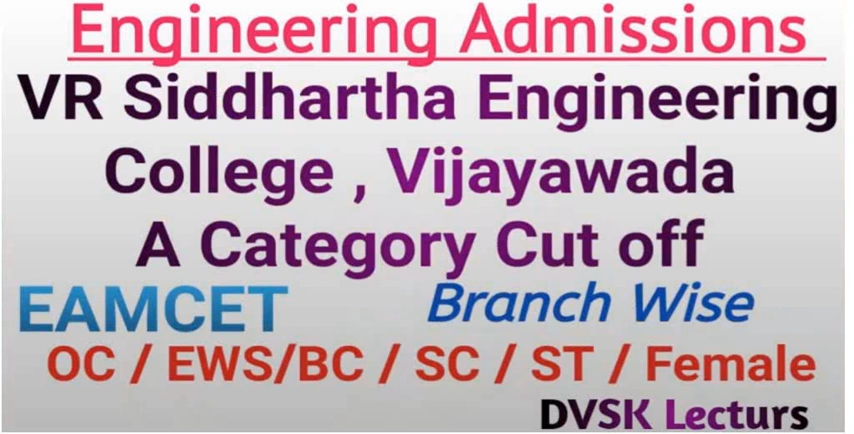 Engineering Admissions
VR Siddhartha Engineering
College , Vijayawada
A Category Cut off
EAMCET Branch Wise
OC / EWS/BC / SC / ST / Female
DVSK Lecturs